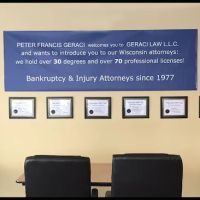 PETER FRANCIS GERACI welcomes you to GERACI LAW L.L.C.
and wants to introduce you to our Wisconsin attorneys:
we hold over 30 degrees and over 70 professional licenses!
Bankruptcy & Injury Attorneys since 1977